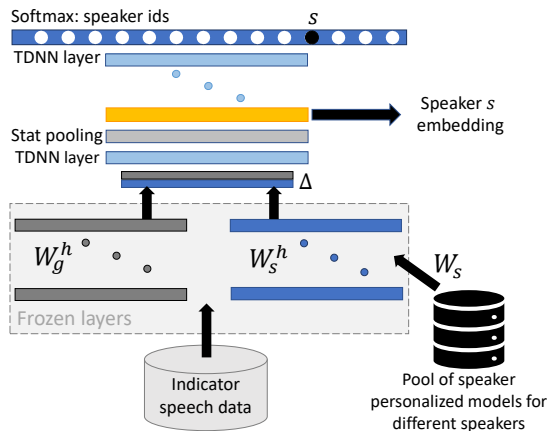 Softmax: speaker ids
s
TDNN layer
Speaker s
embedding
Stat pooling
TDNN layer
Δ
W_g^h
W_s^h
W_s
Frozen layers
Indicator
speech data
Pool of speaker
personalized models for
different speakers